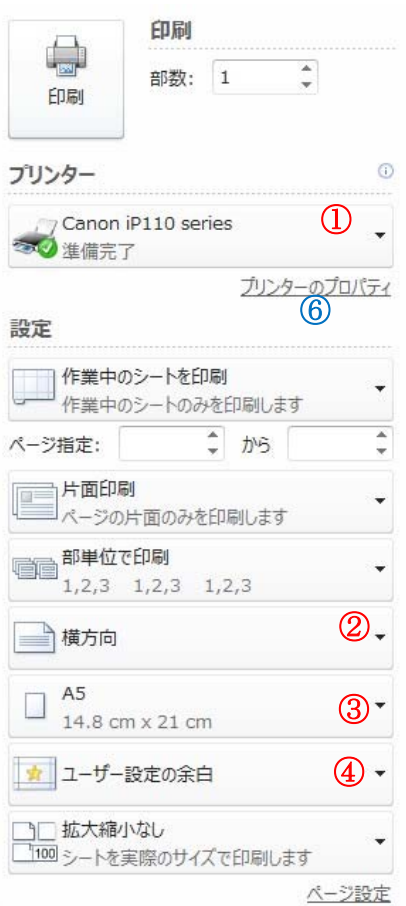 印刷
印刷
部数: 1
プリンター
Canon iP110 series ①
準備完了
プリンターのプロパティ
⑥
設定
作業中のシートを印刷
作業中のシートのみを印刷します
ページ指定: から
片面印刷
ページの片面のみを印刷します
部単位で印刷
1,2,3 1,2,3 1,2,3
横方向 ②
A5
14.8 cm x 21 cm ③
ユーザー設定の余白 ④
拡大縮小なし
100 シートを実際のサイズで印刷します
ページ設定